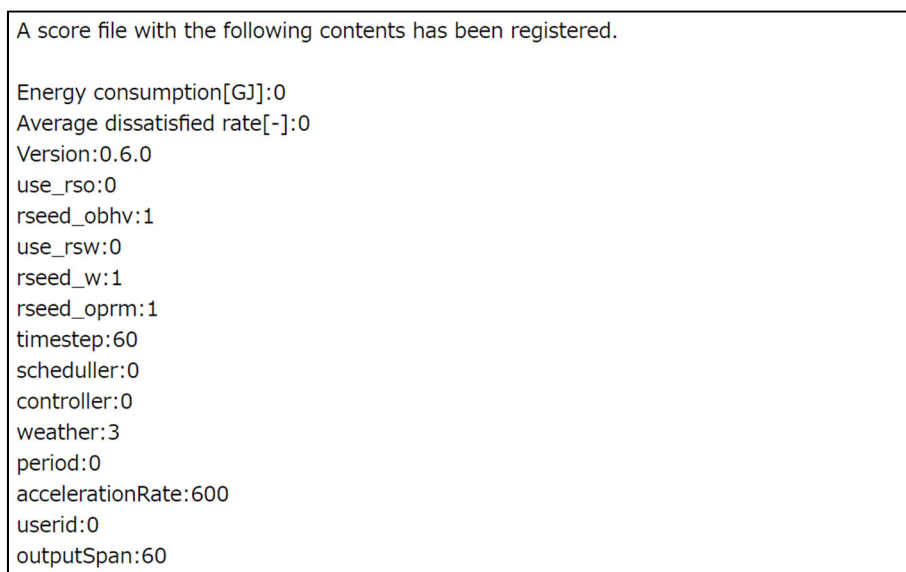 A score file with the following contents has been registered.
Energy consumption[GJ]:0
Average dissatisfied rate[-]:0
Version:0.6.0
use_rso:0
rseed_obhv:1
use_rsw:0
rseed_w:1
rseed_oprm:1
timestep:60
scheduller:0
controller:0
weather:3
period:0
accelerationRate:600
userid:0
outputSpan:60